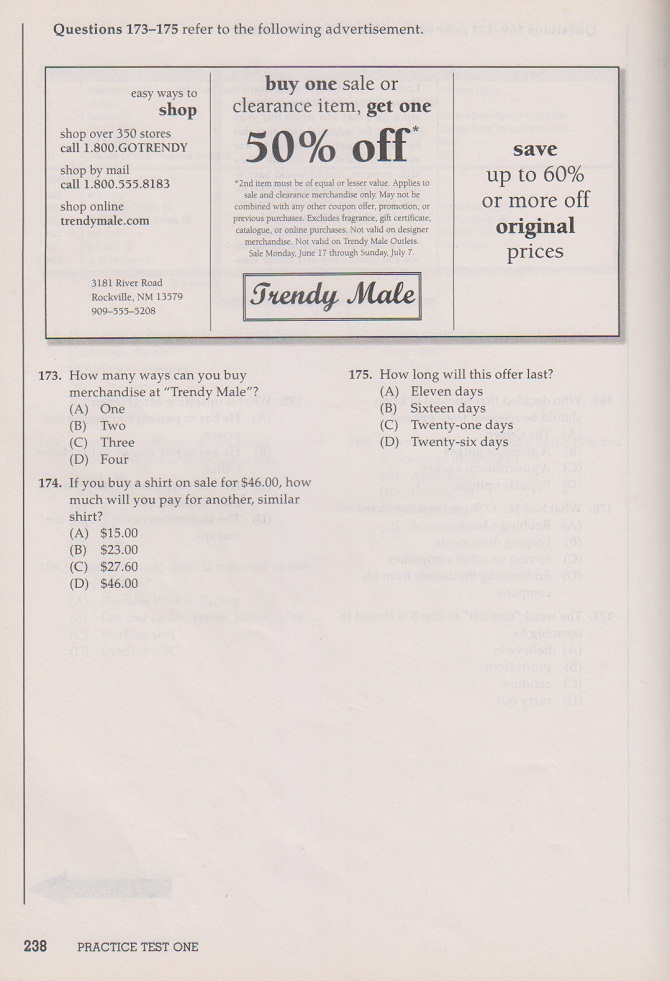 Questions 173–175 refer to the following advertisement.
easy ways to
shop
shop over 350 stores
call 1.800.GOTRENDY
shop by mail
call 1.800.555.8183
shop online
trendymale.com
3181 River Road
Rockville, NM 13579
909–555–5208
buy one sale or
clearance item, get one
50% off*
*2nd item must be of equal or lesser value. Applies to
sale and clearance merchandise only. May not be
combined with any other coupon offer, promotion, or
previous purchases. Excludes fragrance, gift certificate,
catalogue, or online purchases. Not valid on designer
merchandise. Not valid on Trendy Male Outlets.
Sale Monday, June 17 through Sunday, July 7.
Trendy Male
save
up to 60%
or more off
original
prices
173. How many ways can you buy
merchandise at “Trendy Male”?
(A) One
(B) Two
(C) Three
(D) Four
174. If you buy a shirt on sale for $46.00, how
much will you pay for another, similar
shirt?
(A) $15.00
(B) $23.00
(C) $27.60
(D) $46.00
175. How long will this offer last?
(A) Eleven days
(B) Sixteen days
(C) Twenty-one days
(D) Twenty-six days
238 PRACTICE TEST ONE